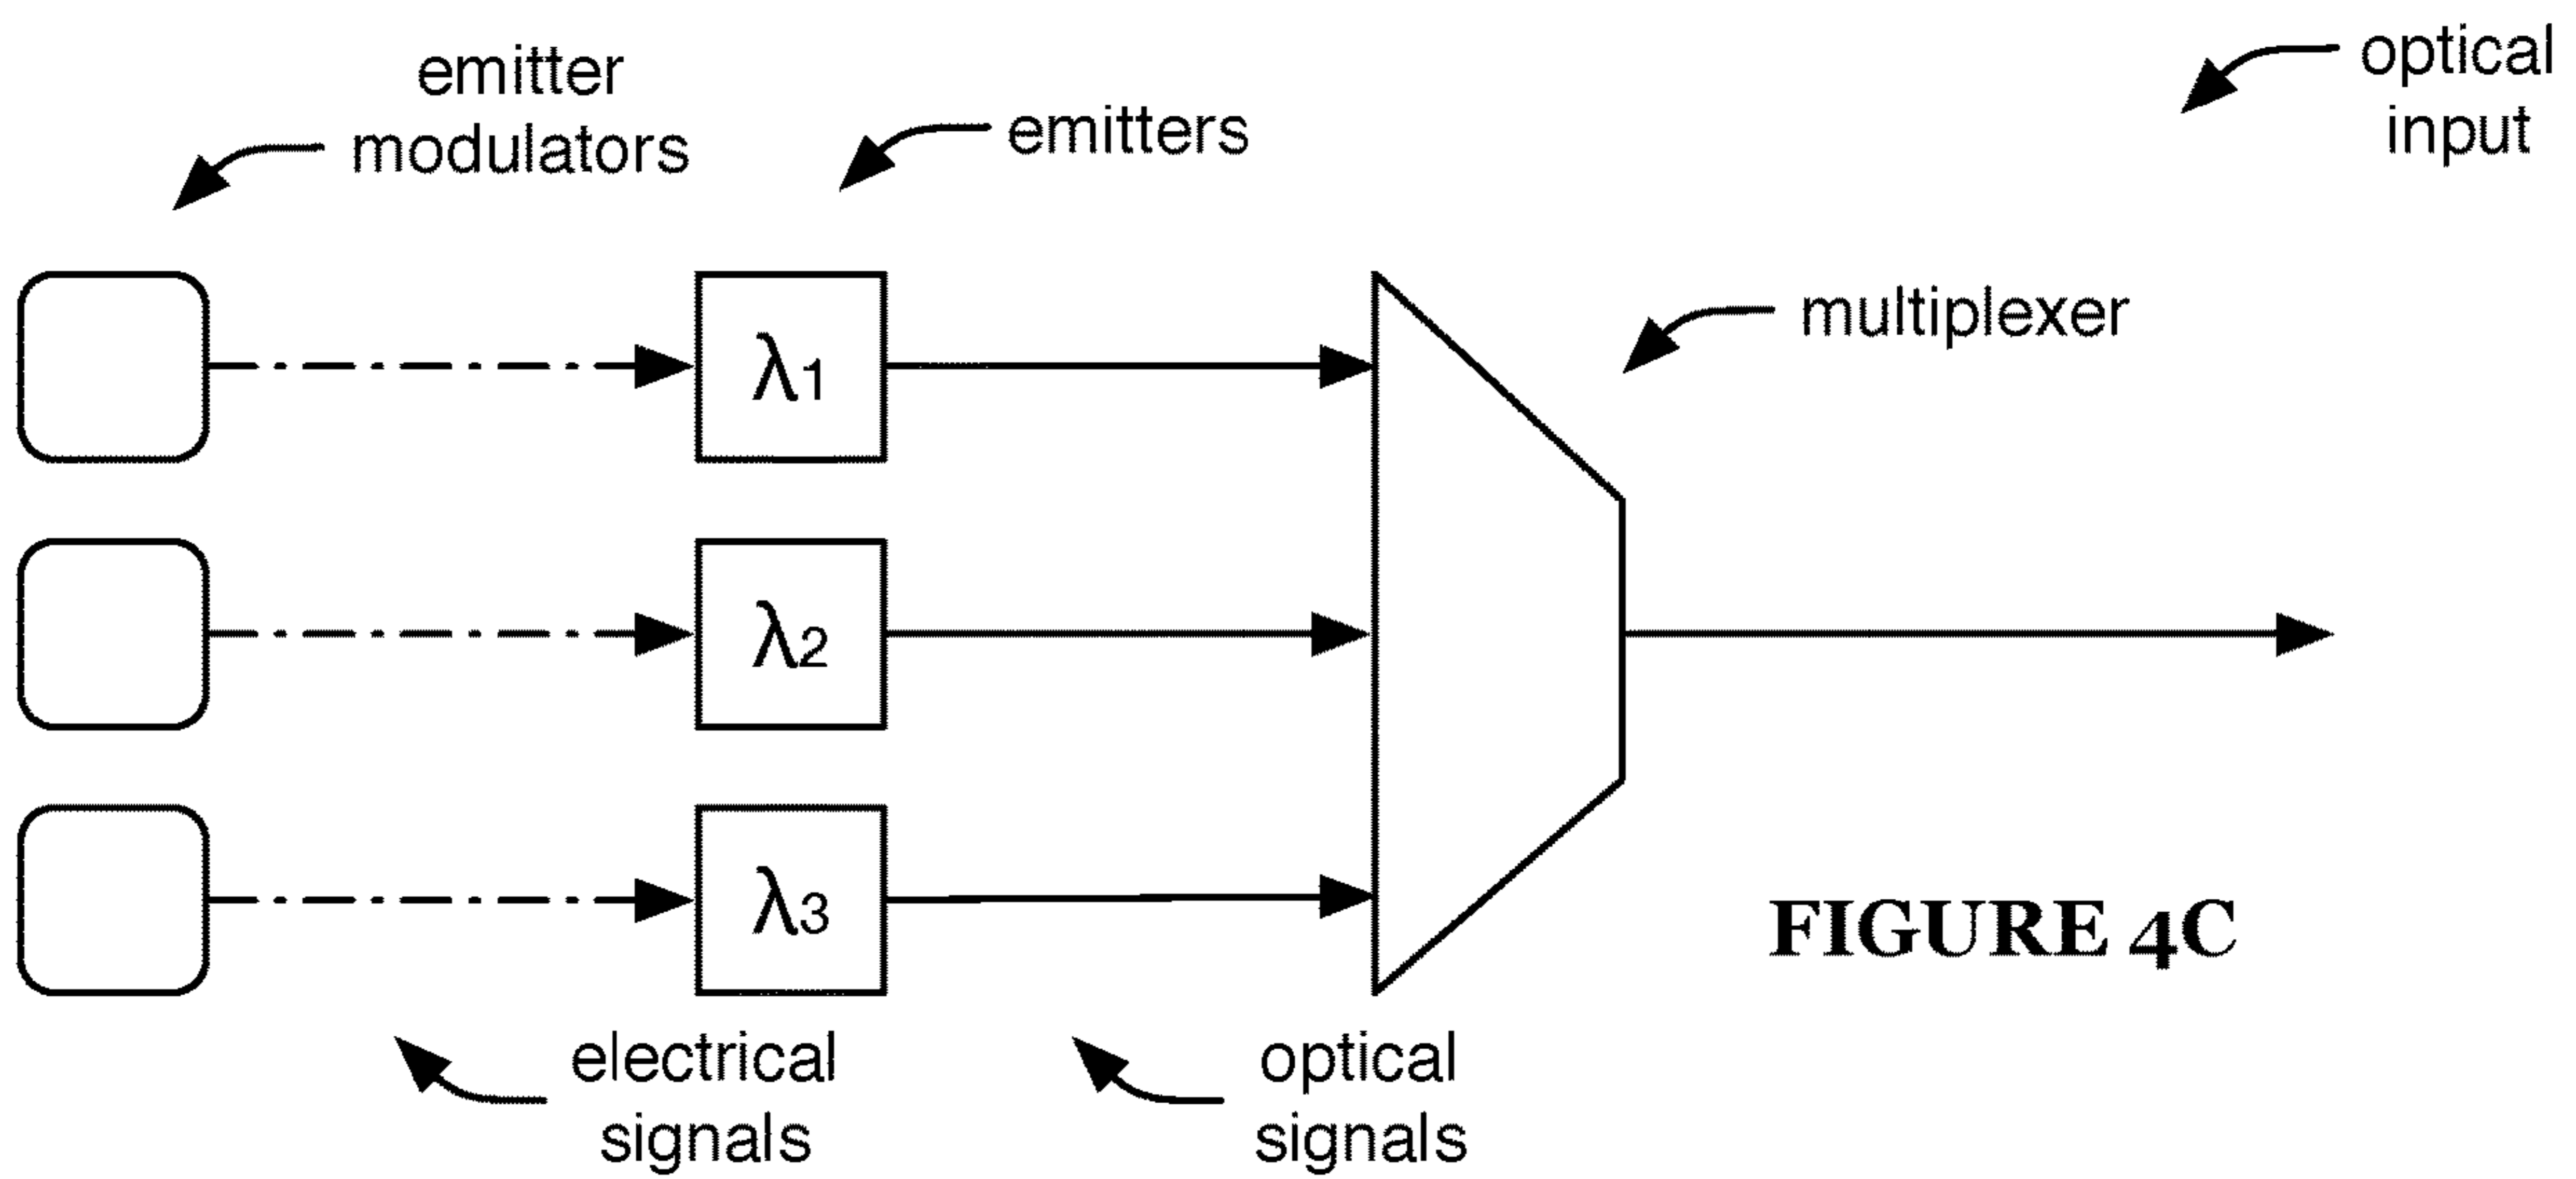 emitter
modulators
emitters
optical
input
multiplexer
λ1
λ2
λ3
FIGURE 4C
electrical
signals
optical
signals